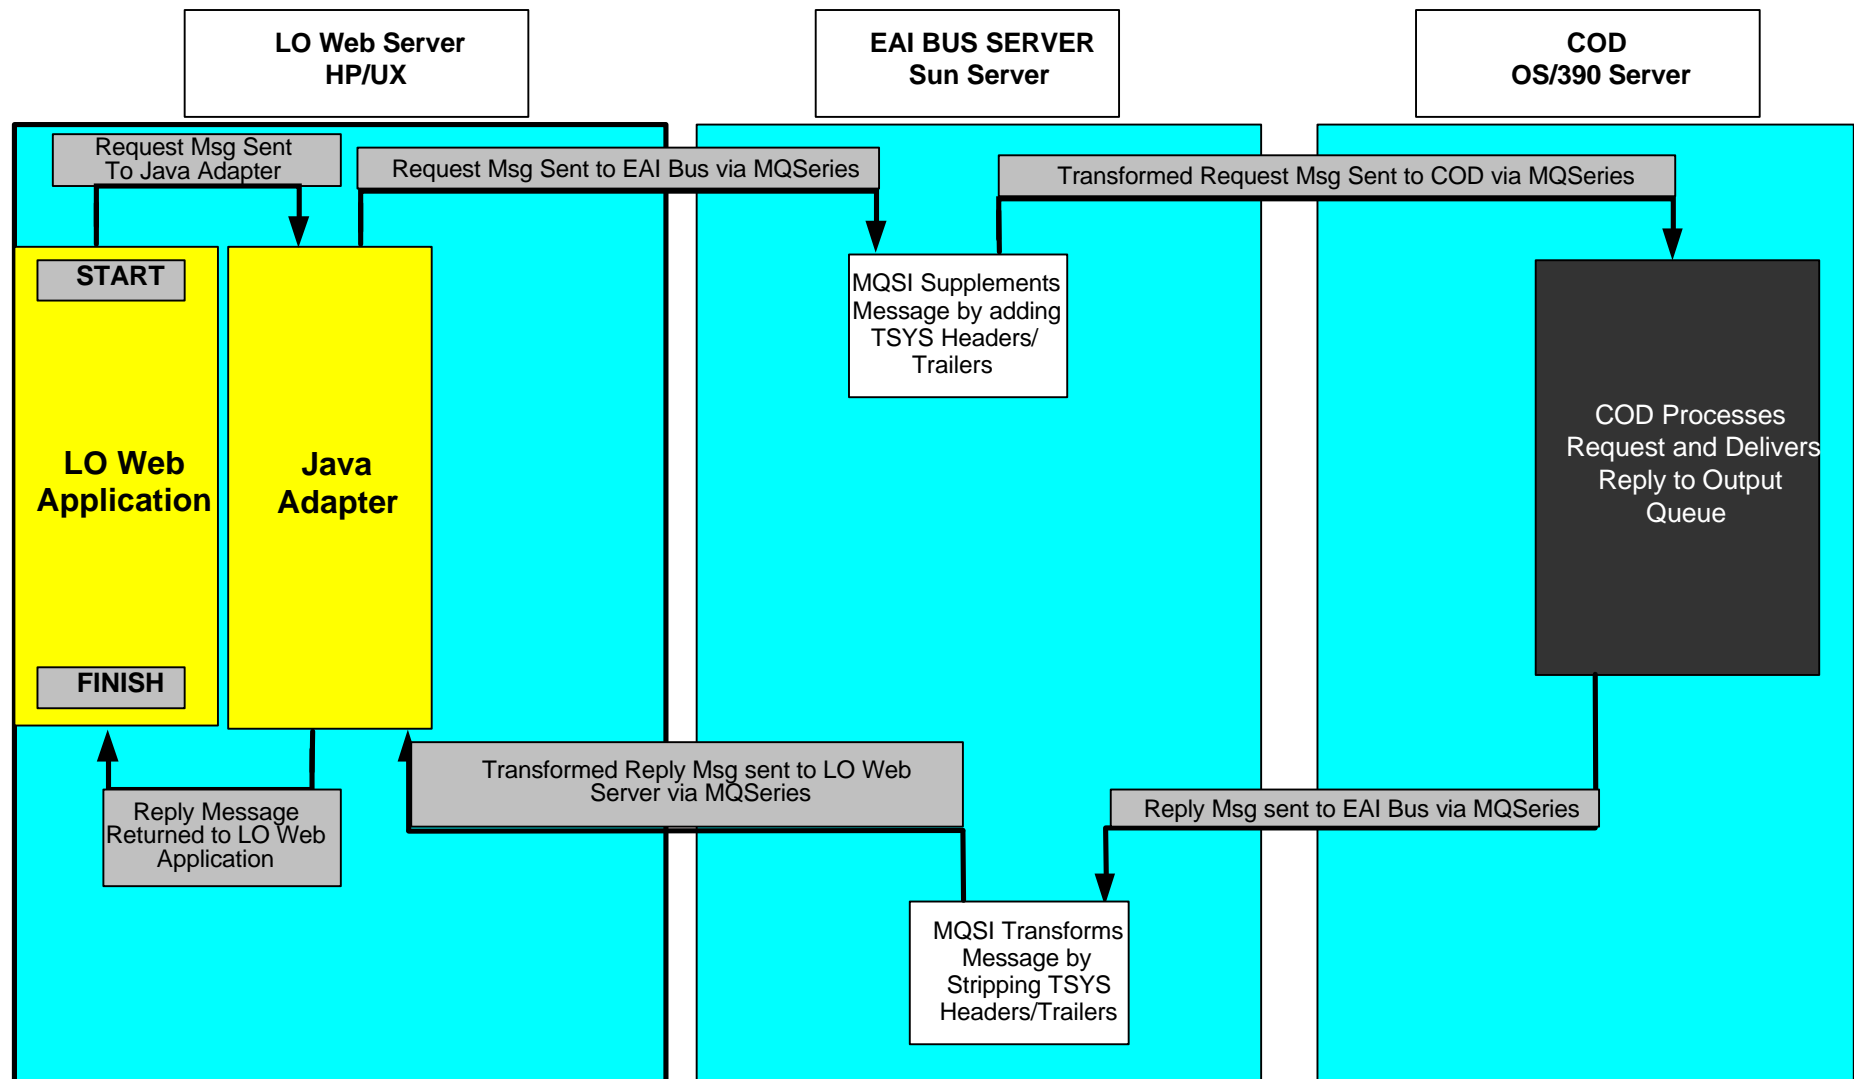 LO Web Server
HP/UX
EAI BUS SERVER
Sun Server
COD
OS/390 Server
Request Msg Sent
To Java Adapter
Request Msg Sent to EAI Bus via MQSeries
Transformed Request Msg Sent to COD via MQSeries
START
MQSI Supplements
Message by adding
TSYS Headers/
Trailers
LO Web
Application
Java
Adapter
COD Processes
Request and Delivers
Reply to Output
Queue
FINISH
Transformed Reply Msg sent to LO Web
Server via MQSeries
Reply Msg sent to EAI Bus via MQSeries
Reply Message
Returned to LO Web
Application
MQSI Transforms
Message by
Stripping TSYS
Headers/Trailers